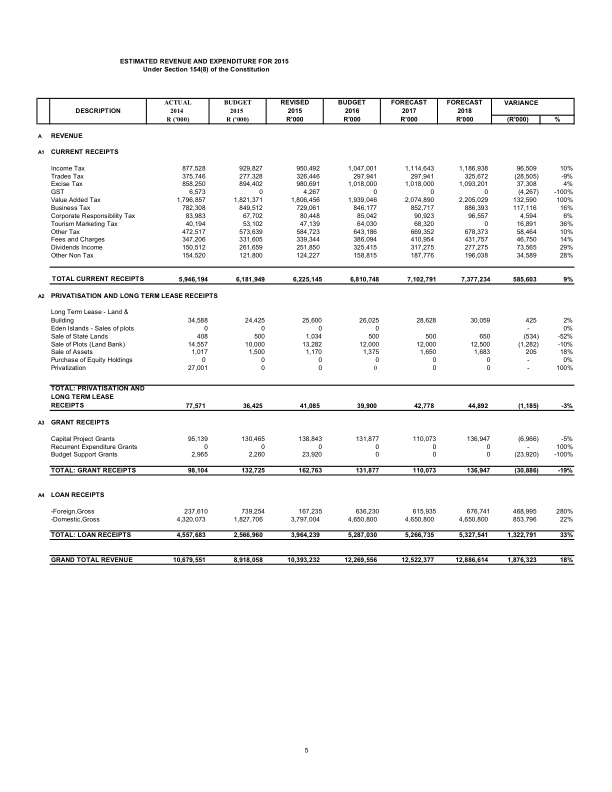 ESTIMATED REVENUE AND EXPENDITURE FOR 2015
Under Section 154(8) of the Constitution
ACTUAL BUDGET REVISED BUDGET FORECAST FORECAST VARIANCE
DESCRIPTION 2014 2015 2015 2016 2017 2018
R ('000) R ('000) R'000 R'000 R'000 R'000 (R'000) %
A REVENUE
A1 CURRENT RECEIPTS
Income Tax 877,528 929,827 950,492 1,047,001 1,114,643 1,186,938 96,509 10%
Trades Tax 375,746 277,328 326,446 297,941 297,941 325,672 (28,505) -9%
Excise Tax 858,250 894,402 980,691 1,018,000 1,018,000 1,093,201 37,308 4%
GST 6,573 0 4,267 0 0 0 (4,267) -100%
Value Added Tax 1,796,857 1,821,371 1,806,456 1,939,046 2,074,890 2,205,029 132,590 100%
Business Tax 782,308 849,512 729,061 846,177 852,717 886,393 117,116 16%
Corporate Responsibility Tax 83,983 67,702 80,448 85,042 90,923 96,557 4,594 6%
Tourism Marketing Tax 40,194 53,102 47,139 64,030 68,320 0 16,891 36%
Other Tax 472,517 573,639 584,723 643,186 669,352 678,373 58,464 10%
Fees and Charges 347,206 331,605 339,344 386,094 410,954 431,757 46,750 14%
Dividends Income 150,512 261,659 251,850 325,415 317,275 277,275 73,565 29%
Other Non Tax 154,520 121,800 124,227 158,815 187,776 196,038 34,589 28%
TOTAL CURRENT RECEIPTS 5,946,194 6,181,949 6,225,145 6,810,748 7,102,791 7,377,234 585,603 9%
A2 PRIVATISATION AND LONG TERM LEASE RECEIPTS
Long Term Lease - Land &
Building 34,588 24,425 25,600 26,025 28,628 30,059 425 2%
Eden Islands - Sales of plots 0 0 0 0 0 0 - 0%
Sale of State Lands 408 500 1,034 500 500 650 (534) -52%
Sale of Plots (Land Bank) 14,557 10,000 13,282 12,000 12,000 12,500 (1,282) -10%
Sale of Assets 1,017 1,500 1,170 1,375 1,650 1,683 205 18%
Purchase of Equity Holdings 0 0 0 0 0 0 - 0%
Privatization 27,001 0 0 0 0 0 - 100%
TOTAL: PRIVATISATION AND
LONG TERM LEASE
RECEIPTS 77,571 36,425 41,085 39,900 42,778 44,892 (1,185) -3%
A3 GRANT RECEIPTS
Capital Project Grants 95,139 130,465 138,843 131,877 110,073 136,947 (6,966) -5%
Recurrent Expenditure Grants 0 0 0 0 0 0 - 100%
Budget Support Grants 2,965 2,260 23,920 0 0 0 (23,920) -100%
TOTAL: GRANT RECEIPTS 98,104 132,725 162,763 131,877 110,073 136,947 (30,886) -19%
A4 LOAN RECEIPTS
-Foreign,Gross 237,610 739,254 167,235 636,230 615,935 676,741 468,995 280%
-Domestic,Gross 4,320,073 1,827,706 3,797,004 4,650,800 4,650,800 4,650,800 853,796 22%
TOTAL: LOAN RECEIPTS 4,557,683 2,566,960 3,964,239 5,287,030 5,266,735 5,327,541 1,322,791 33%
GRAND TOTAL REVENUE 10,679,551 8,918,058 10,393,232 12,269,556 12,522,377 12,886,614 1,876,323 18%
5